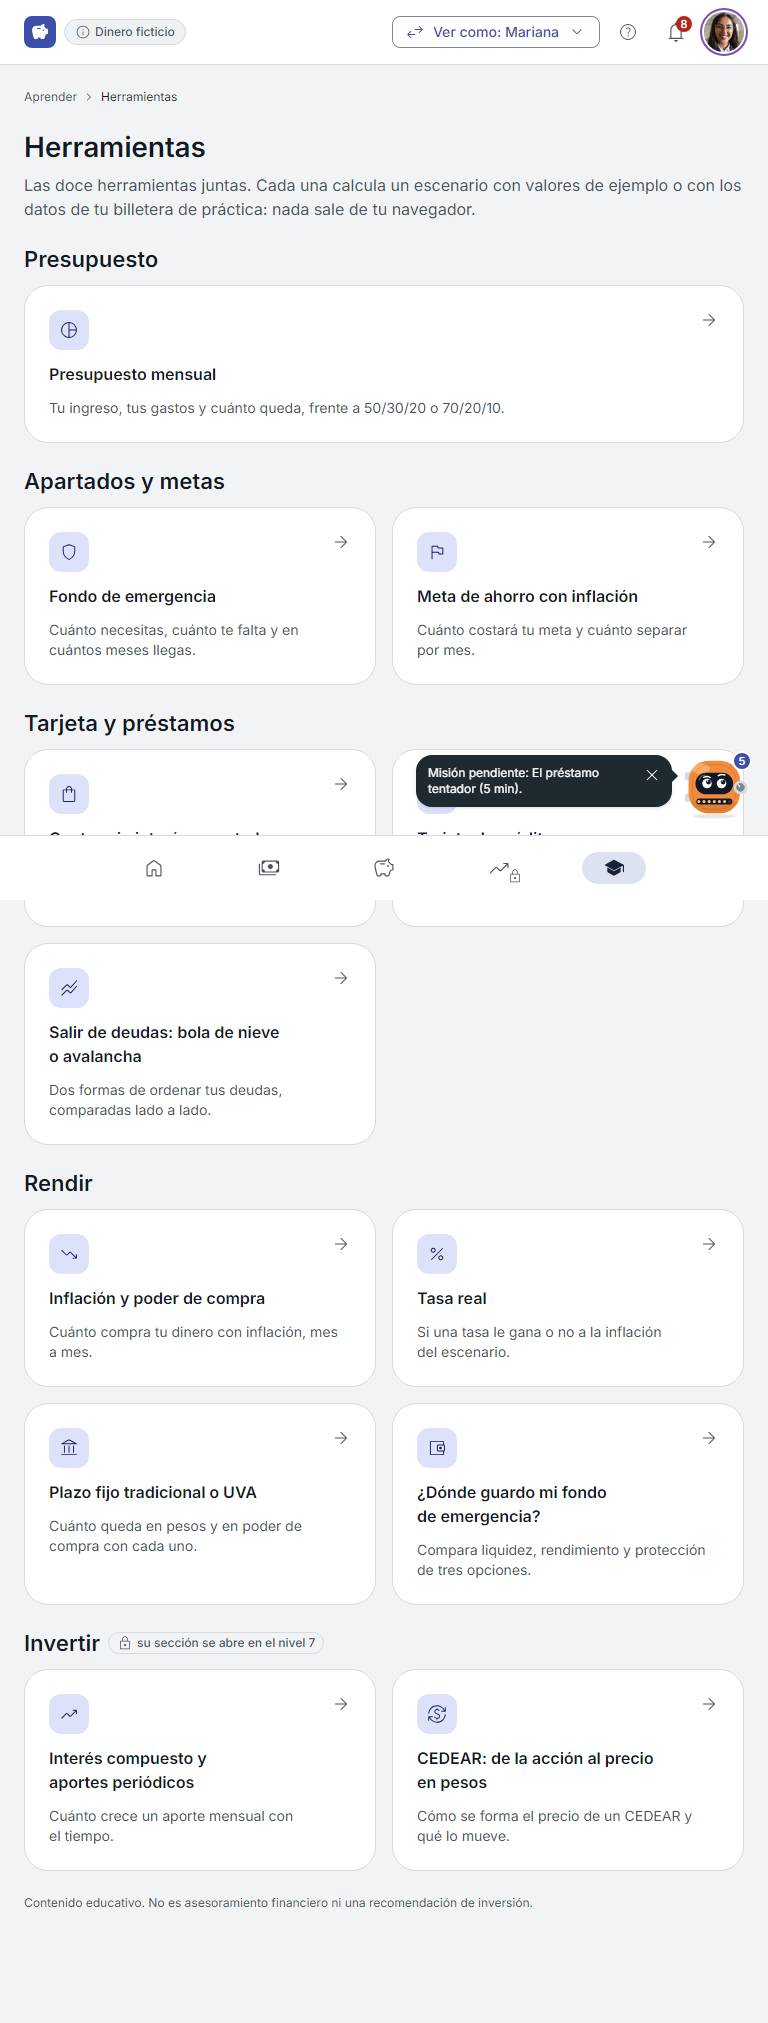 Dinero ficticio
Ver como: Mariana
8
Aprender
Herramientas
Herramientas
Las doce herramientas juntas. Cada una calcula un escenario con valores de ejemplo o con los
datos de tu billetera de práctica: nada sale de tu navegador.
Presupuesto
Presupuesto mensual
Tu ingreso, tus gastos y cuánto queda, frente a 50/30/20 o 70/20/10.
Apartados y metas
Fondo de emergencia
Cuánto necesitas, cuánto te falta y en
cuántos meses llegas.
Meta de ahorro con inflación
Cuánto costará tu meta y cuánto separar
por mes.
Tarjeta y préstamos
Misión pendiente: El préstamo
tentador (5 min).
5
Salir de deudas: bola de nieve
o avalancha
Dos formas de ordenar tus deudas,
comparadas lado a lado.
Rendir
Inflación y poder de compra
Cuánto compra tu dinero con inflación, mes
a mes.
Tasa real
Si una tasa le gana o no a la inflación
del escenario.
Plazo fijo tradicional o UVA
Cuánto queda en pesos y en poder de
compra con cada uno.
¿Dónde guardo mi fondo
de emergencia?
Compara liquidez, rendimiento y protección
de tres opciones.
Invertir
su sección se abre en el nivel 7
Interés compuesto y
aportes periódicos
Cuánto crece un aporte mensual con
el tiempo.
CEDEAR: de la acción al precio
en pesos
Cómo se forma el precio de un CEDEAR y
qué lo mueve.
Contenido educativo. No es asesoramiento financiero ni una recomendación de inversión.